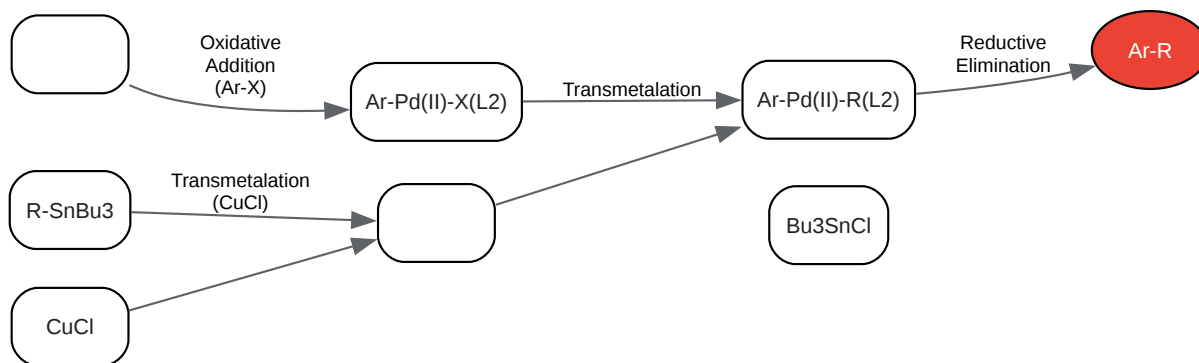 Oxidative
Addition
(Ar-X)
Ar-Pd(II)-X(L2)
Transmetalation
Ar-Pd(II)-R(L2)
Reductive
Elimination
Ar-R
R-SnBu3
Transmetalation
(CuCl)
Bu3SnCl
CuCl